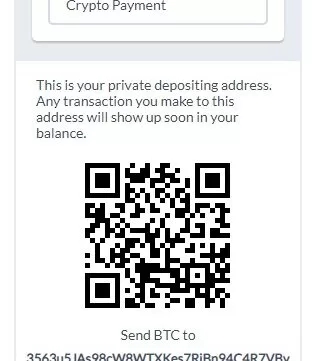 Crypto Payment
This is your private depositing address.
Any transaction you make to this
address will show up soon in your
balance.
Send BTC to
3563u5JAs98cW8WTXKes7RiBn94C4R7VBv